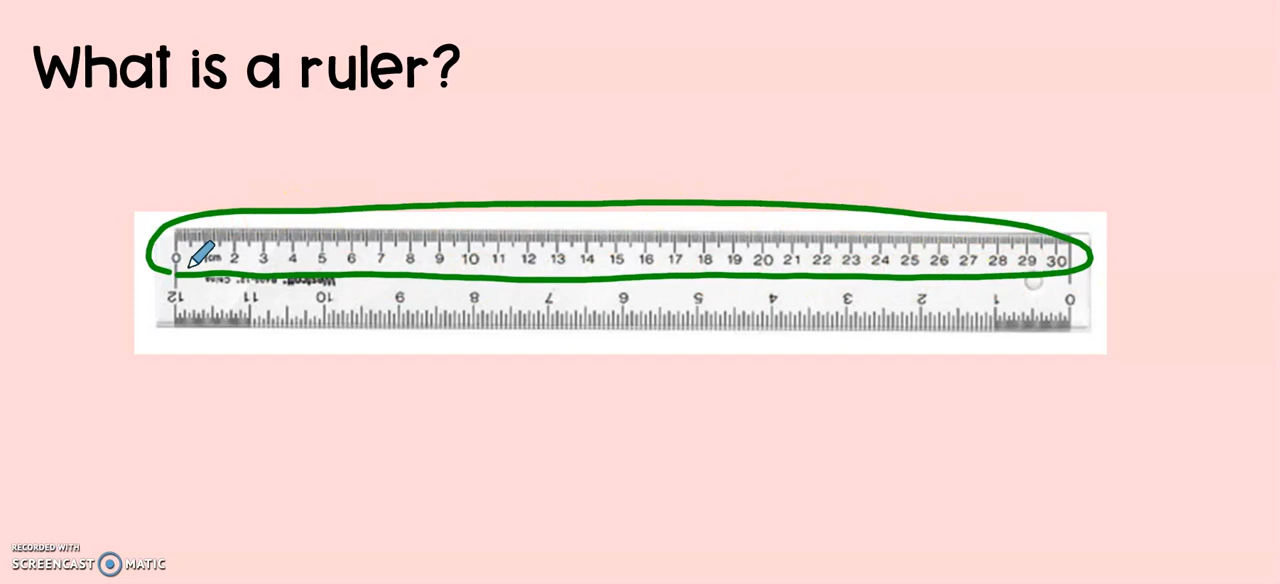 What is a ruler?
0 cm 2 3 4 5 6 7 8 9 10 11 12 13 14 15 16 17 18 19 20 21 22 23 24 25 26 27 28 29 30
Westcott®
12 11 10 9 8 7 6 5 4 3 2 1 0
RECORDED WITH
SCREENCAST MATIC